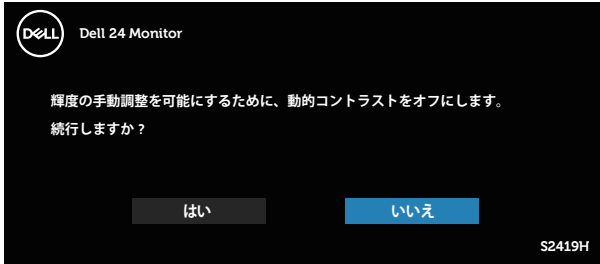 DELL
Dell 24 Monitor
輝度の手動調整を可能にするために、動的コントラストをオフにします。
続行しますか？
はい
いいえ
S2419H